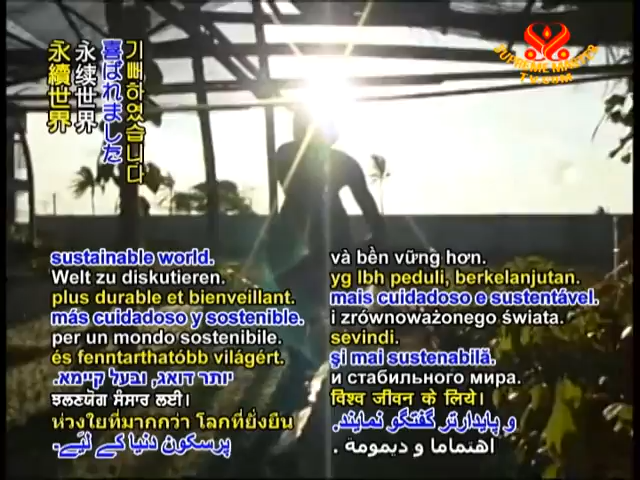 永續世界
永续世界
喜ばれました
기뻐하였습니다
SUPREME MASTER
TV.COM
sustainable world.
Welt zu diskutieren.
plus durable et bienveillant.
más cuidadoso y sostenible.
per un mondo sostenibile.
és fenntarthatóbb világért.
יותר דואג, ובעל קיימא.
ਝਲਣਯੋਗ ਸੰਸਾਰ ਲਈ।
ห่วงใยที่มากกว่า โลกที่ยั่งยืน
پرسکون دنیا کے لئیے۔
và bền vững hơn.
yg lbh peduli, berkelanjutan.
mais cuidadoso e sustentável.
i zrównoważonego świata.
sevindi.
şi mai sustenabilă.
и стабильного мира.
विश्व जीवन के लिये।
و پایدارتر گفتگو نمایند.
اهتماما و ديمومة .